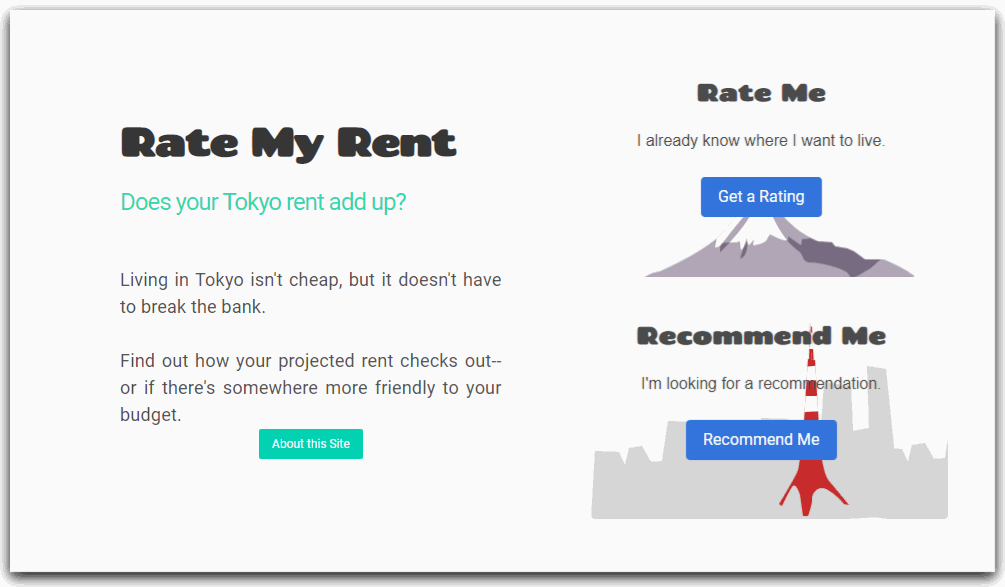 Rate My Rent
Does your Tokyo rent add up?
Living in Tokyo isn't cheap, but it doesn't have
to break the bank.
Find out how your projected rent checks out--
or if there's somewhere more friendly to your
budget.
About this Site
Rate Me
I already know where I want to live.
Get a Rating
Recommend Me
I'm looking for a recommendation.
Recommend Me